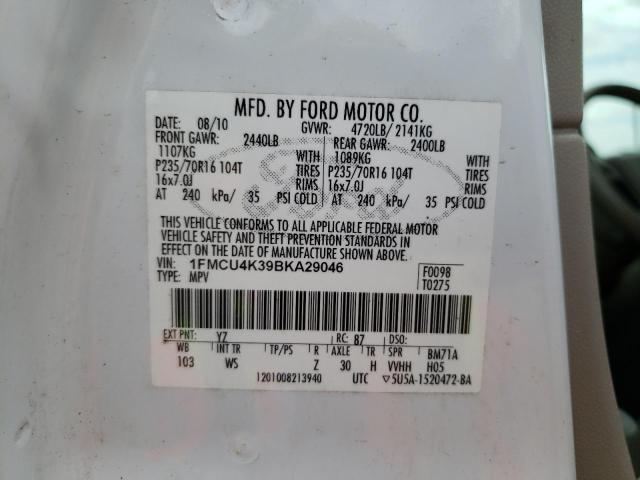 MFD. BY FORD MOTOR CO.
DATE: 08/10 GVWR: 4720LB/ 2141KG
FRONT GAWR: 2440LB REAR GAWR: 2400LB
1107KG WITH 1089KG WITH
P235/70R16 104T TIRES P235/70R16 104T TIRES
16x7.0J RIMS 16x7.0J RIMS
AT 240 kPa/ 35 PSI COLD AT 240 kPa/ 35 PSI COLD
THIS VEHICLE CONFORMS TO ALL APPLICABLE FEDERAL MOTOR
VEHICLE SAFETY AND THEFT PREVENTION STANDARDS IN
EFFECT ON THE DATE OF MANUFACTURE SHOWN ABOVE.
VIN: 1FMCU4K39BKA29046 F0098
TYPE: MPV T0275
EXT PNT: YZ RC: 87 DSO:
WB INT TR TP/PS R AXLE TR SPR BM71A
103 WS Z 30 H VVHH H05
1201008213940 UTC ▽5U5A-1520472-BA